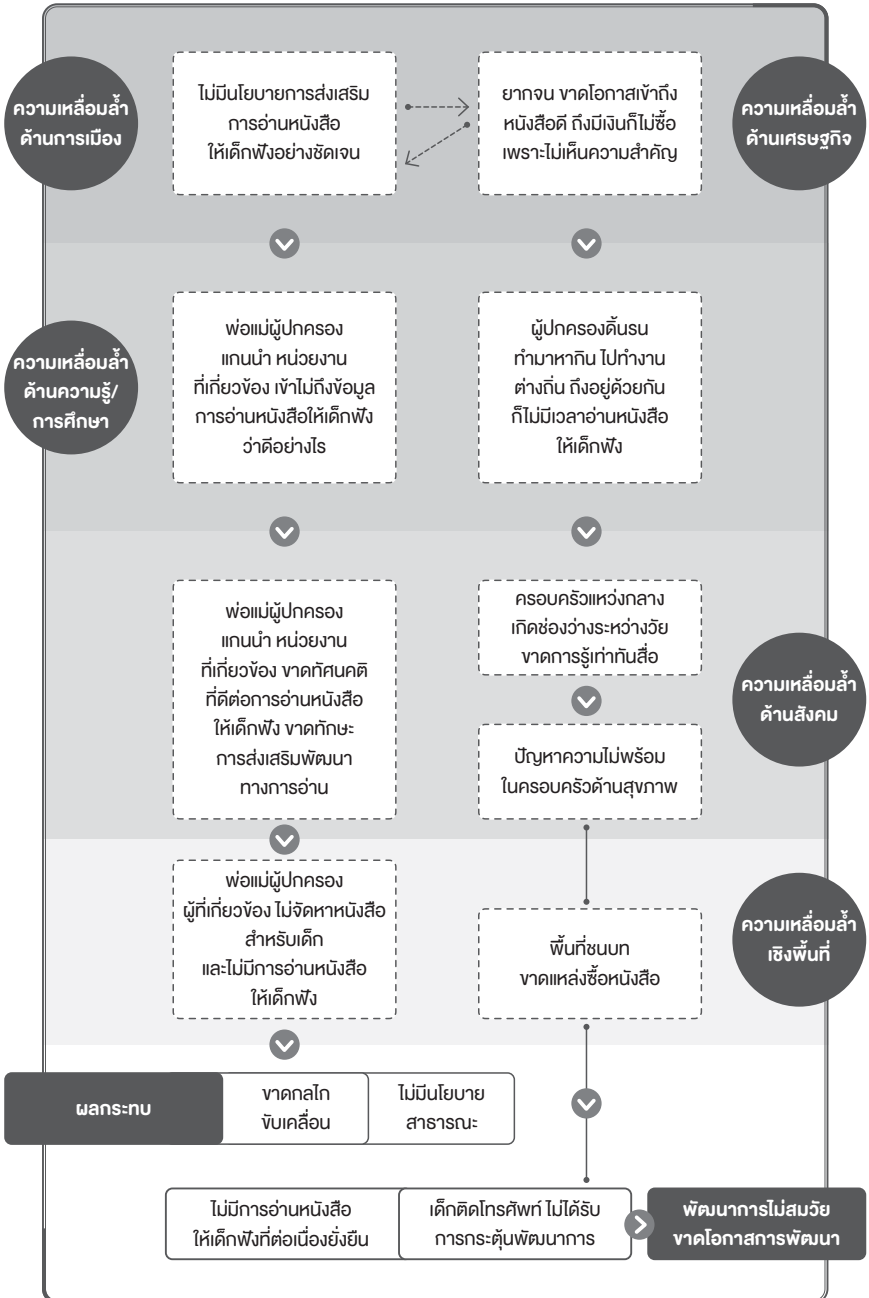 ความเหลื่อมล้ำ
ด้านการเมือง
ไม่มีนโยบายการส่งเสริม
การอ่านหนังสือ
ให้เด็กฟังอย่างชัดเจน
ยากจน ขาดโอกาสเข้าถึง
หนังสือดี ถึงมีเงินก็ไม่ซื้อ
เพราะไม่เห็นความสำคัญ
ความเหลื่อมล้ำ
ด้านเศรษฐกิจ
ความเหลื่อมล้ำ
ด้านความรู้/
การศึกษา
พ่อแม่ผู้ปกครอง
แกนนำ หน่วยงาน
ที่เกี่ยวข้อง เข้าไม่ถึงข้อมูล
การอ่านหนังสือให้เด็กฟัง
ว่าดีอย่างไร
ผู้ปกครองดิ้นรน
ทำมาหากิน ไปทำงาน
ต่างถิ่น ถึงอยู่ด้วยกัน
ก็ไม่มีเวลาอ่านหนังสือ
ให้เด็กฟัง
พ่อแม่ผู้ปกครอง
แกนนำ หน่วยงาน
ที่เกี่ยวข้อง ขาดทัศนคติ
ที่ดีต่อการอ่านหนังสือ
ให้เด็กฟัง ขาดทักษะ
การส่งเสริมพัฒนา
ทางการอ่าน
ครอบครัวแหว่งกลาง
เกิดช่องว่างระหว่างวัย
ขาดการรู้เท่าทันสื่อ
ปัญหาความไม่พร้อม
ในครอบครัวด้านสุขภาพ
ความเหลื่อมล้ำ
ด้านสังคม
พ่อแม่ผู้ปกครอง
ผู้ที่เกี่ยวข้อง ไม่จัดหาหนังสือ
สำหรับเด็ก
และไม่มีการอ่านหนังสือ
ให้เด็กฟัง
พื้นที่ชนบท
ขาดแหล่งซื้อหนังสือ
ความเหลื่อมล้ำ
เชิงพื้นที่
ผลกระทบ
ขาดกลไก
ขับเคลื่อน
ไม่มีนโยบาย
สาธารณะ
ไม่มีการอ่านหนังสือ
ให้เด็กฟังที่ต่อเนื่องยั่งยืน
เด็กติดโทรศัพท์ ไม่ได้รับ
การกระตุ้นพัฒนาการ
พัฒนาการไม่สมวัย
ขาดโอกาสการพัฒนา